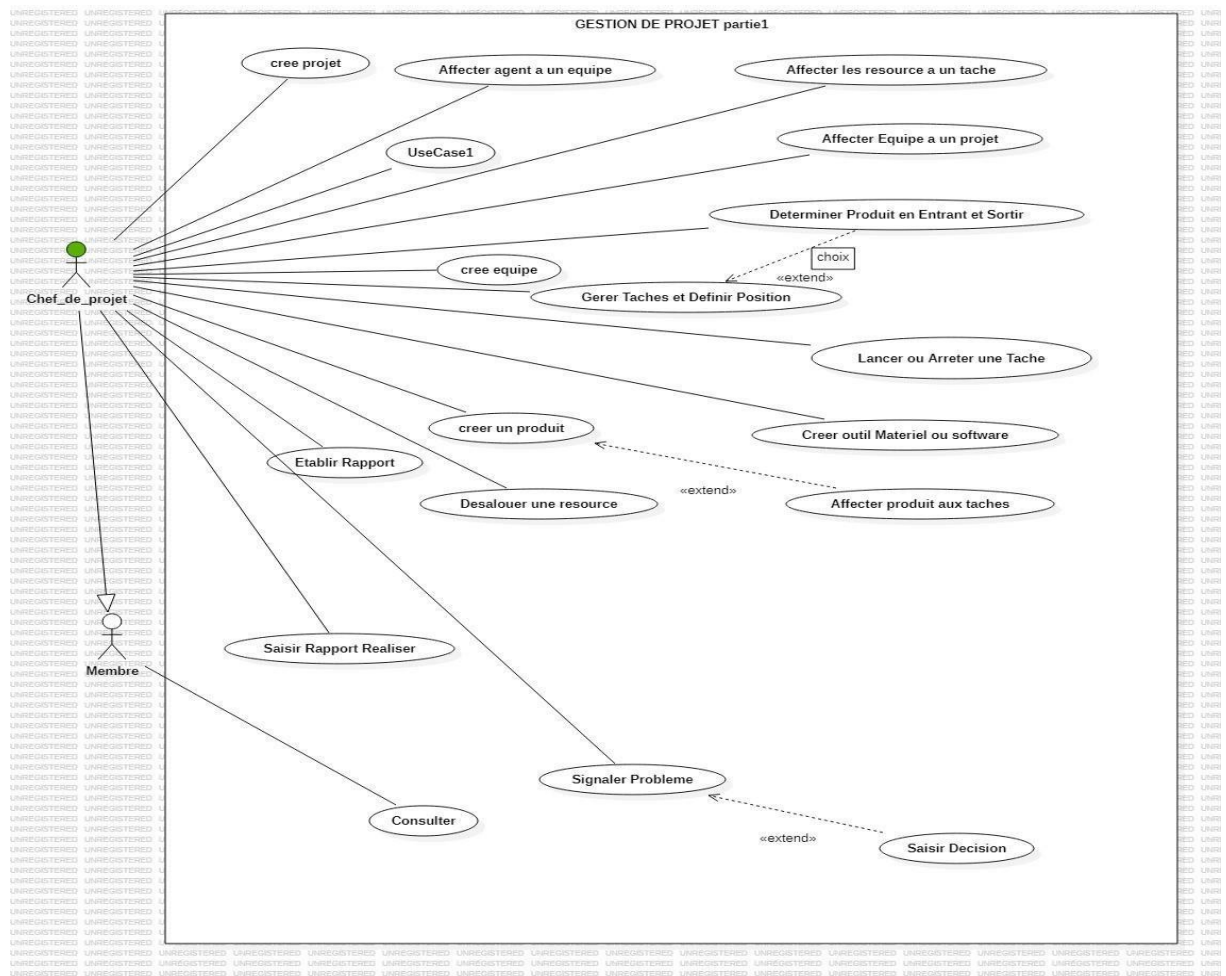 GESTION DE PROJET partie1
cree projet
Affecter agent a un equipe
Affecter les resource a un tache
Affecter Equipe a un projet
UseCase1
Determiner Produit en Entrant et Sortir
choix
«extend»
cree equipe
Gerer Taches et Definir Position
Chef_de_projet
Lancer ou Arreter une Tache
creer un produit
Creer outil Materiel ou software
Etablir Rapport
«extend»
Desalouer une resource
Affecter produit aux taches
Saisir Rapport Realiser
Membre
Signaler Probleme
Consulter
«extend»
Saisir Decision
UNREGISTERED